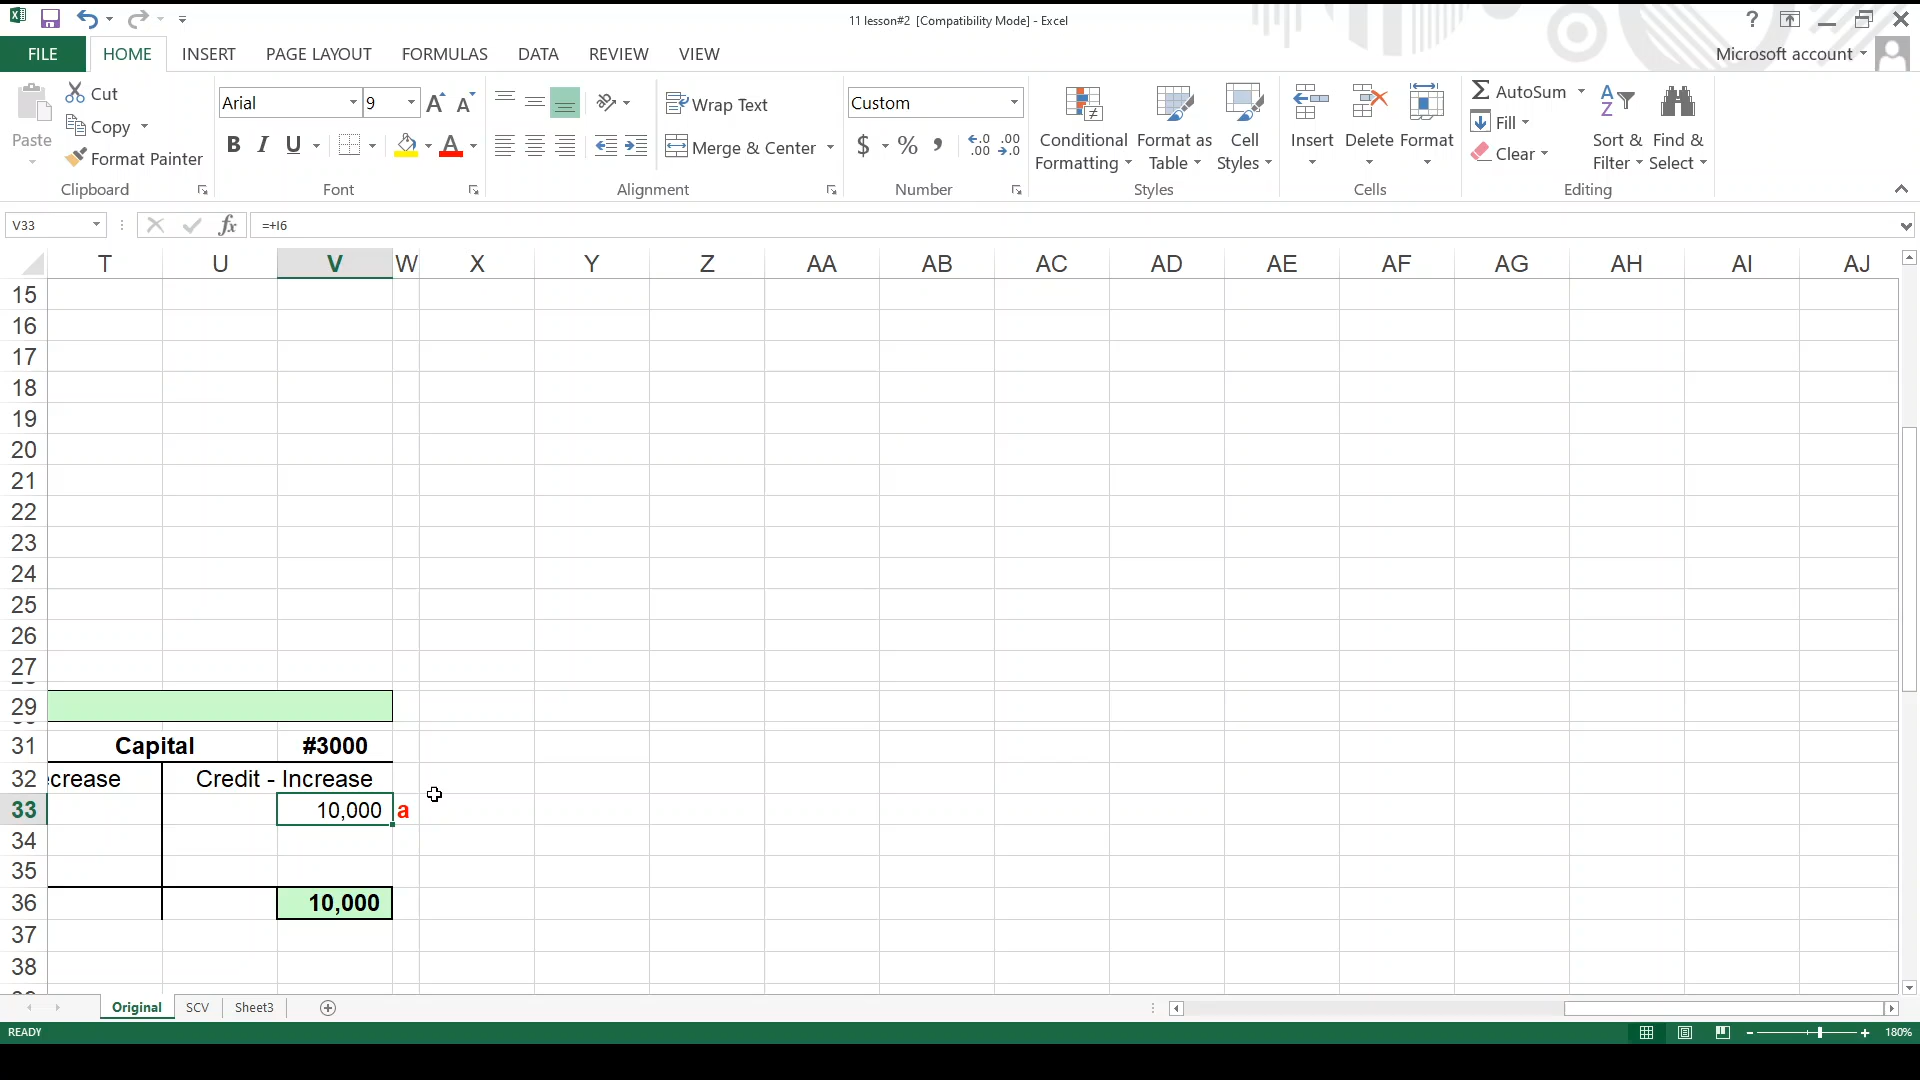 11 lesson#2 [Compatibility Mode] - Excel
?
FILE HOME INSERT PAGE LAYOUT FORMULAS DATA REVIEW VIEW Microsoft account
Paste
Cut
Copy
Format Painter
Clipboard
Arial 9
B I U
Font
Wrap Text
Merge & Center
Alignment
Custom
$ % ,
Number
Conditional Formatting
Format as Table
Cell Styles
Styles
Insert Delete Format
Cells
AutoSum
Fill
Clear
Sort & Filter
Find & Select
Editing
V33 fx =+I6
T U V W X Y Z AA AB AC AD AE AF AG AH AI AJ
15
16
17
18
19
20
21
22
23
24
25
26
27
29
31 Capital #3000
32 crease Credit - Increase
33 10,000 a
34
35
36 10,000
37
38
Original SCV Sheet3
READY 180%